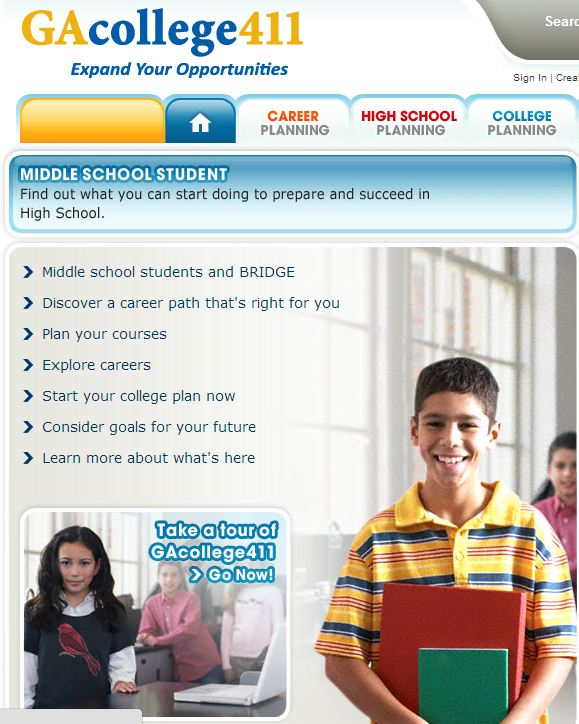 GAcollege411
Expand Your Opportunities
Sign In |
CAREER
PLANNING
HIGH SCHOOL
PLANNING
COLLEGE
PLANNING
MIDDLE SCHOOL STUDENT
Find out what you can start doing to prepare and succeed in
High School.
Middle school students and BRIDGE
Discover a career path that's right for you
Plan your courses
Explore careers
Start your college plan now
Consider goals for your future
Learn more about what's here
Take a tour of
GAcollege411
Go Now!